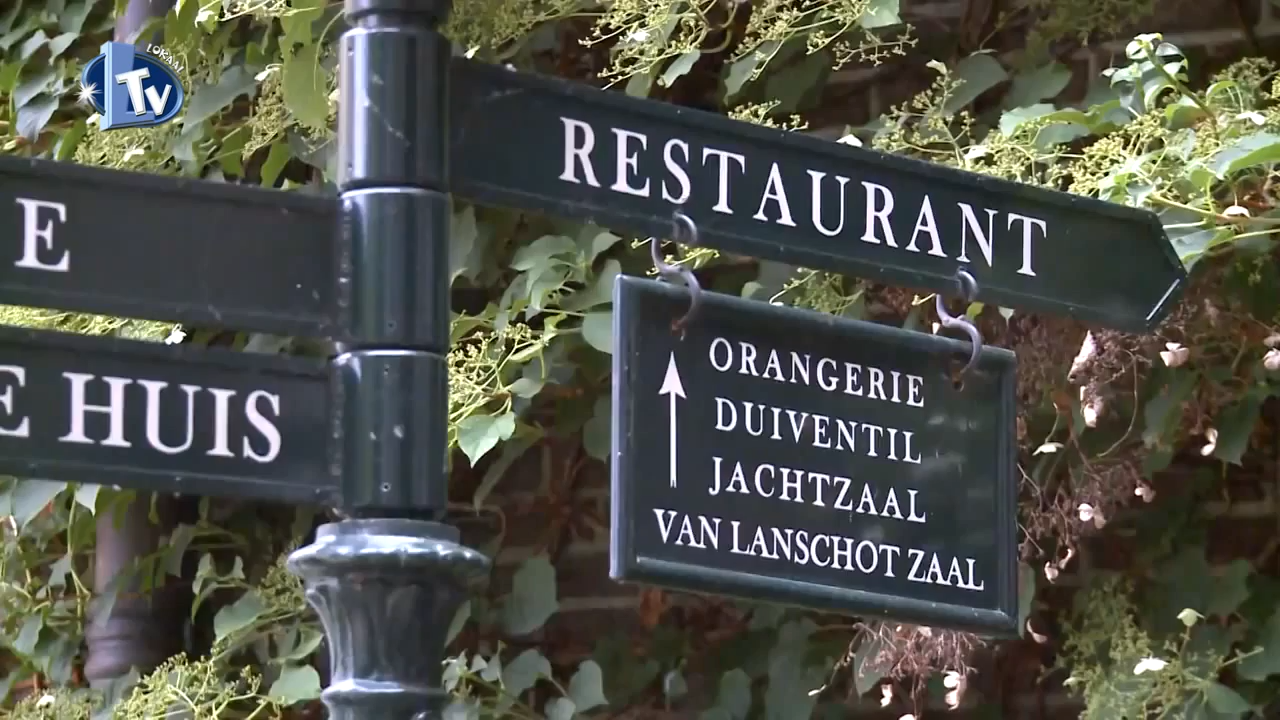 LOKAAL
TV
RESTAURANT
E
E HUIS
ORANGERIE
DUIVENTIL
JACHTZAAL
VAN LANSCHOT ZAAL